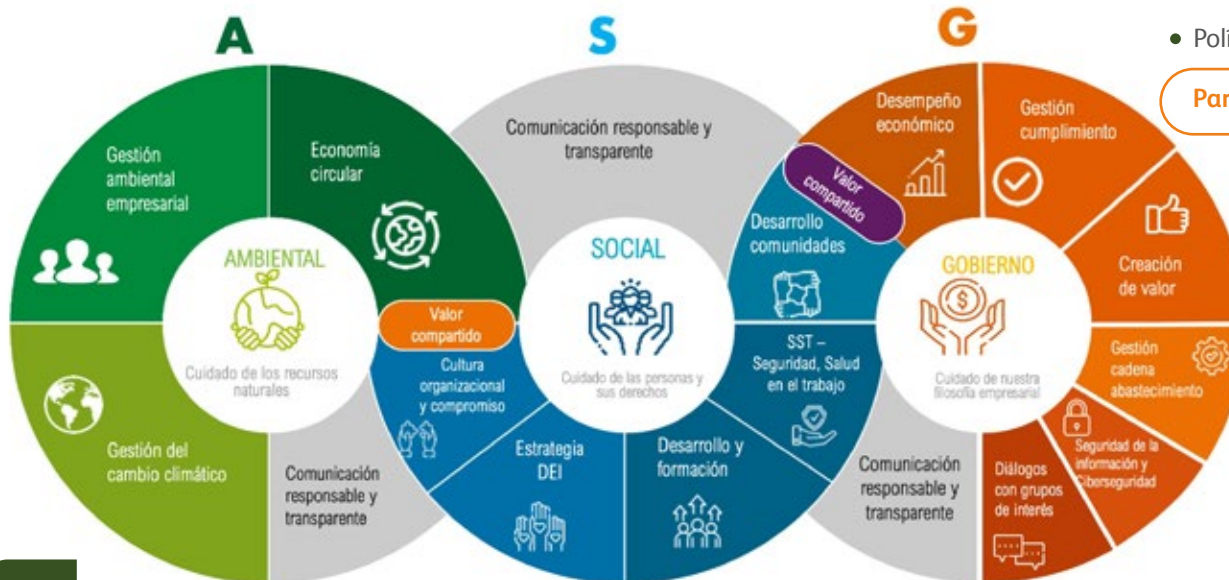 A
S
G
• Polí
Par
Gestión
ambiental
empresarial
Economía
circular
AMBIENTAL
Cuidado de los recursos
naturales
Gestión del
cambio climático
Comunicación
responsable y
transparente
Valor
compartido
Comunicación responsable y
transparente
SOCIAL
Cuidado de las personas y
sus derechos
Cultura
organizacional
y compromiso
Estrategia
DEI
Desarrollo y
formación
SST –
Seguridad, Salud
en el trabajo
Desarrollo
comunidades
Valor
compartido
Desempeño
económico
Gestión
cumplimiento
Creación
de valor
GOBIERNO
$
Cuidado de nuestra
filosofía empresarial
Gestión
cadena
abastecimiento
Seguridad de la
información y
Ciberseguridad
Diálogos
con grupos
de interés
Comunicación
responsable y
transparente